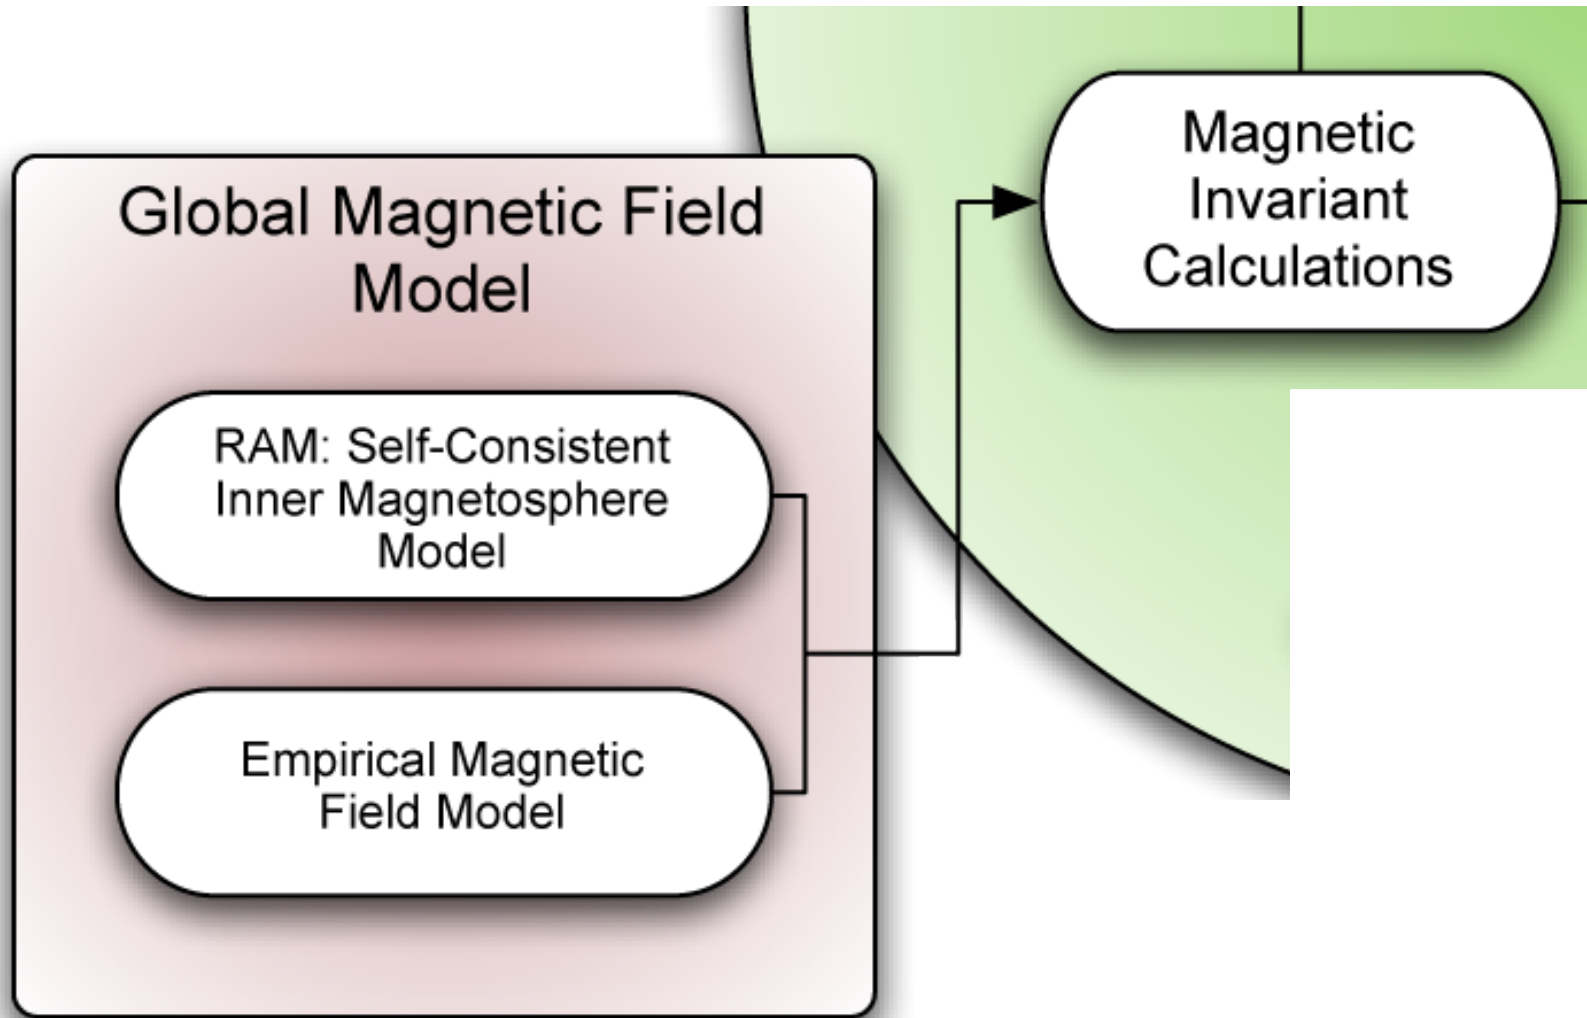 Magnetic
Invariant
Calculations
Global Magnetic Field
Model
RAM: Self-Consistent
Inner Magnetosphere
Model
Empirical Magnetic
Field Model